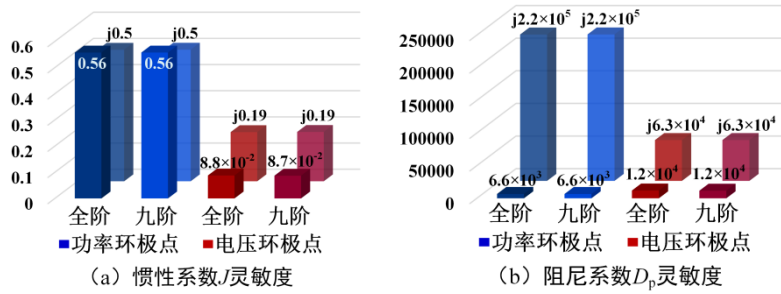 0.6
0.5
0.4
0.3
0.2
0.1
0
j0.5
j0.5
0.56
0.56
j0.19
j0.19
8.8×10⁻²
8.7×10⁻²
全阶 九阶 全阶 九阶
功率环极点 电压环极点
(a) 惯性系数J灵敏度
250000
200000
150000
100000
50000
0
j2.2×10⁵
j2.2×10⁵
j6.3×10⁴
j6.3×10⁴
6.6×10³
6.6×10³
1.2×10⁴
1.2×10⁴
全阶 九阶 全阶 九阶
功率环极点 电压环极点
(b) 阻尼系数Dₚ灵敏度